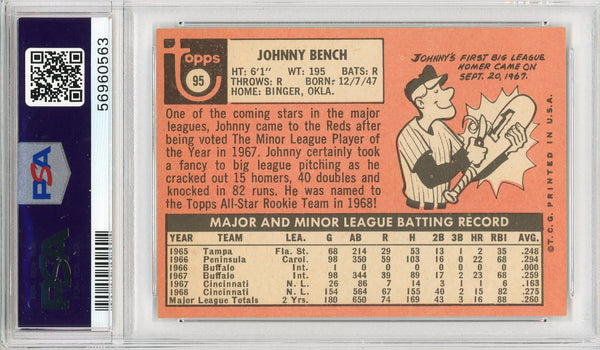 56960563
PSA
PSA
topps
95
JOHNNY BENCH
HT: 6'1" WT: 195 BATS: R
THROWS: R BORN: 12/7/47
HOME: BINGER, OKLA.
One of the coming stars in the major
leagues, Johnny came to the Reds after
being voted The Minor League Player of
the Year in 1967. Johnny certainly took
a fancy to big league pitching as he
cracked out 15 homers, 40 doubles and
knocked in 82 runs. He was named to
the Topps All-Star Rookie Team in 1968!
JOHNNY'S FIRST BIG LEAGUE
HOMER CAME ON
SEPT. 20, 1967.
©T.C.G. PRINTED IN U.S.A.
MAJOR AND MINOR LEAGUE BATTING RECORD
YEAR TEAM LEA. G AB R H 2B 3B HR RBI AVG.
1965 Tampa Fla. St. 68 214 29 53 13 1 2 35 .248
1966 Peninsula Carol. 98 350 59 103 16 0 22 68 .294
1966 Buffalo Int. 1 0 0 0 0 0 0 0 .000
1967 Buffalo Int. 98 344 39 89 18 2 23 68 .259
1967 Cincinnati N. L. 26 86 7 14 3 1 1 6 .163
1968 Cincinnati N. L. 154 564 67 155 40 2 15 82 .275
Major League Totals 2 Yrs. 180 650 74 169 43 3 16 88 .260